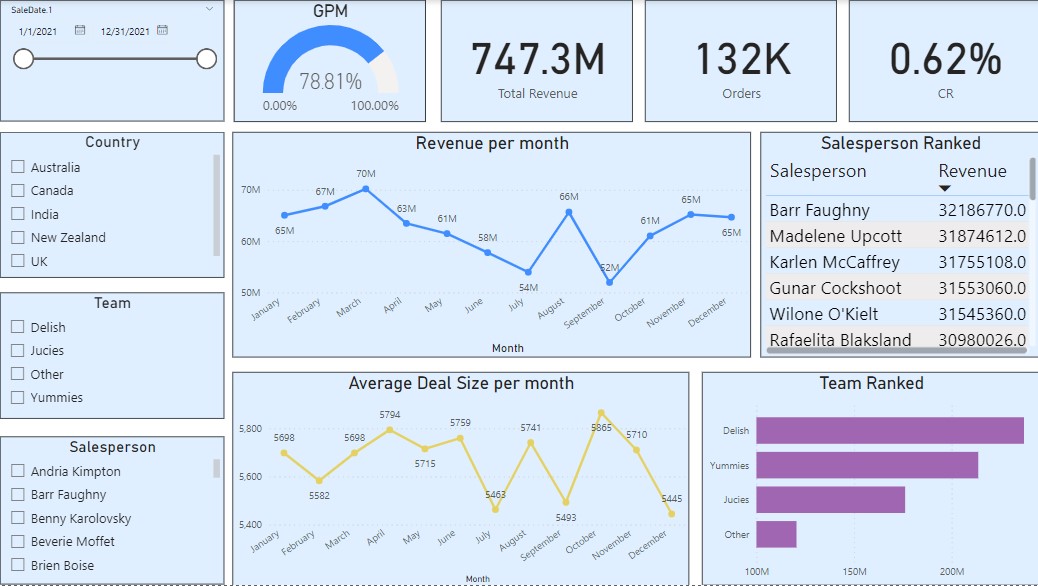 SaleDate.1
1/1/2021 12/31/2021
GPM
78.81%
0.00% 100.00%
747.3M
Total Revenue
132K
Orders
0.62%
CR
Country
Australia
Canada
India
New Zealand
UK
Team
Delish
Jucies
Other
Yummies
Salesperson
Andria Kimpton
Barr Faughny
Benny Karolovsky
Beverie Moffet
Brien Boise
Revenue per month
70M
60M
50M
65M
67M
70M
63M
61M
58M
54M
66M
52M
61M
65M
65M
January February March April May June July August September October November December
Month
Salesperson Ranked
Salesperson Revenue
Barr Faughny 32186770.0
Madelene Upcott 31874612.0
Karlen McCaffrey 31755108.0
Gunar Cockshoot 31553060.0
Wilone O'Kielt 31545360.0
Rafaelita Blaksland 30980026.0
Average Deal Size per month
5,800
5,600
5,400
5698
5582
5698
5794
5715
5759
5463
5741
5493
5865
5710
5445
January February March April May June July August September October November December
Month
Team Ranked
Delish
Yummies
Jucies
Other
100M 150M 200M